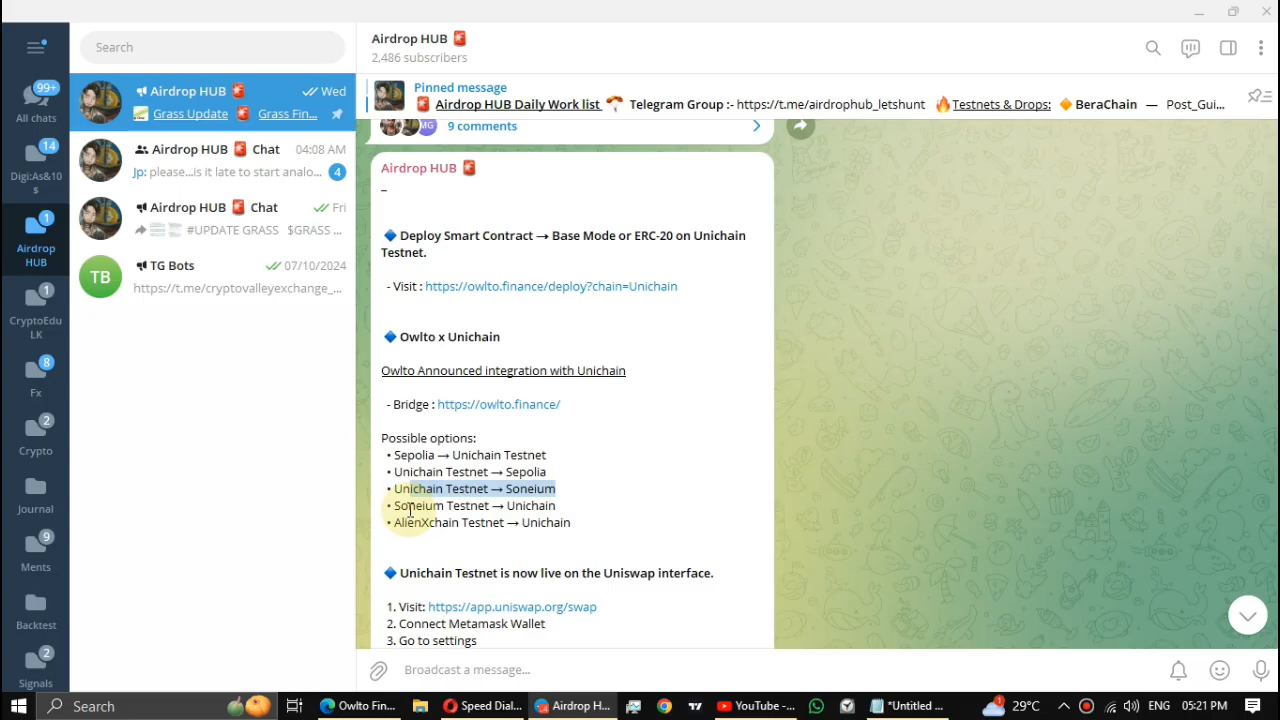 Search
Airdrop HUB 🚨
2,486 subscribers
99+
All chats
14
Digi:As&10
s
1
Airdrop
HUB
1
CryptoEdu
LK
8
Fx
2
Crypto
Journal
9
Ments
Backtest
2
Signals
Airdrop HUB 🚨 Wed
Grass Update 🚨 Grass Fin...
Airdrop HUB 🚨 Chat 04:08 AM
Jp: please...is it late to start analo... 4
Airdrop HUB 🚨 Chat Fri
#UPDATE GRASS $GRASS ...
TB
TG Bots 07/10/2024
https://t.me/cryptovalleyexchange_...
Pinned message
🚨 Airdrop HUB Daily Work list 🪂 Telegram Group :- https://t.me/airdrophub_letshunt 🔥Testnets & Drops: 🔶BeraChain — Post_Gui...
MG 9 comments
Airdrop HUB 🚨
–
🔷 Deploy Smart Contract → Base Mode or ERC-20 on Unichain
Testnet.
- Visit : https://owlto.finance/deploy?chain=Unichain
🔷 Owlto x Unichain
Owlto Announced integration with Unichain
- Bridge : https://owlto.finance/
Possible options:
• Sepolia → Unichain Testnet
• Unichain Testnet → Sepolia
• Unichain Testnet → Soneium
• Soneium Testnet → Unichain
• AlienXchain Testnet → Unichain
🔷 Unichain Testnet is now live on the Uniswap interface.
1. Visit: https://app.uniswap.org/swap
2. Connect Metamask Wallet
3. Go to settings
Broadcast a message...
Search
Owlto Fin...
Speed Dial...
Airdrop H...
YouTube -...
*Untitled ...
1
29°C
ENG
05:21 PM